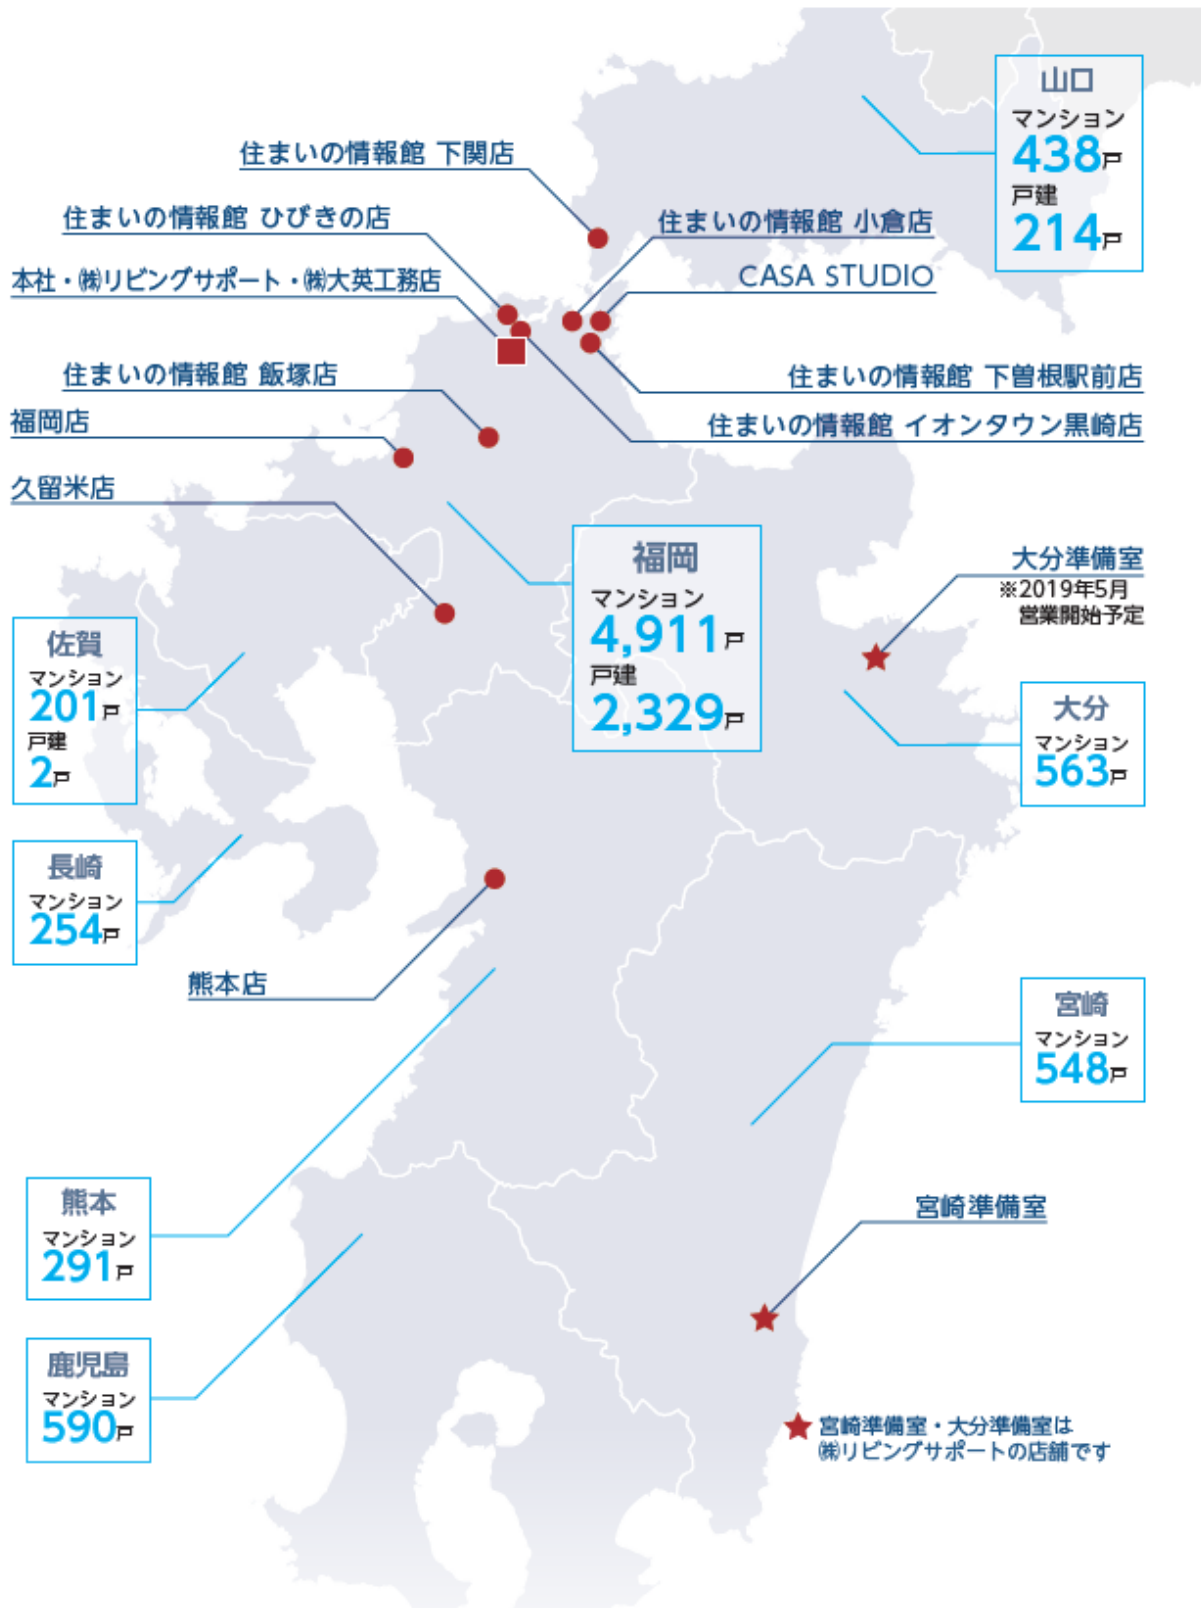 山口
マンション
438戸
戸建
214戸
住まいの情報館 下関店
住まいの情報館 ひびきの店
住まいの情報館 小倉店
本社・㈱リビングサポート・㈱大英工務店
CASA STUDIO
住まいの情報館 飯塚店
住まいの情報館 下曽根駅前店
福岡店
住まいの情報館 イオンタウン黒崎店
久留米店
福岡
マンション
4,911戸
戸建
2,329戸
大分準備室
※2019年5月
営業開始予定
佐賀
マンション
201戸
戸建
2戸
大分
マンション
563戸
長崎
マンション
254戸
熊本店
宮崎
マンション
548戸
熊本
マンション
291戸
宮崎準備室
鹿児島
マンション
590戸
★宮崎準備室・大分準備室は
㈱リビングサポートの店舗です